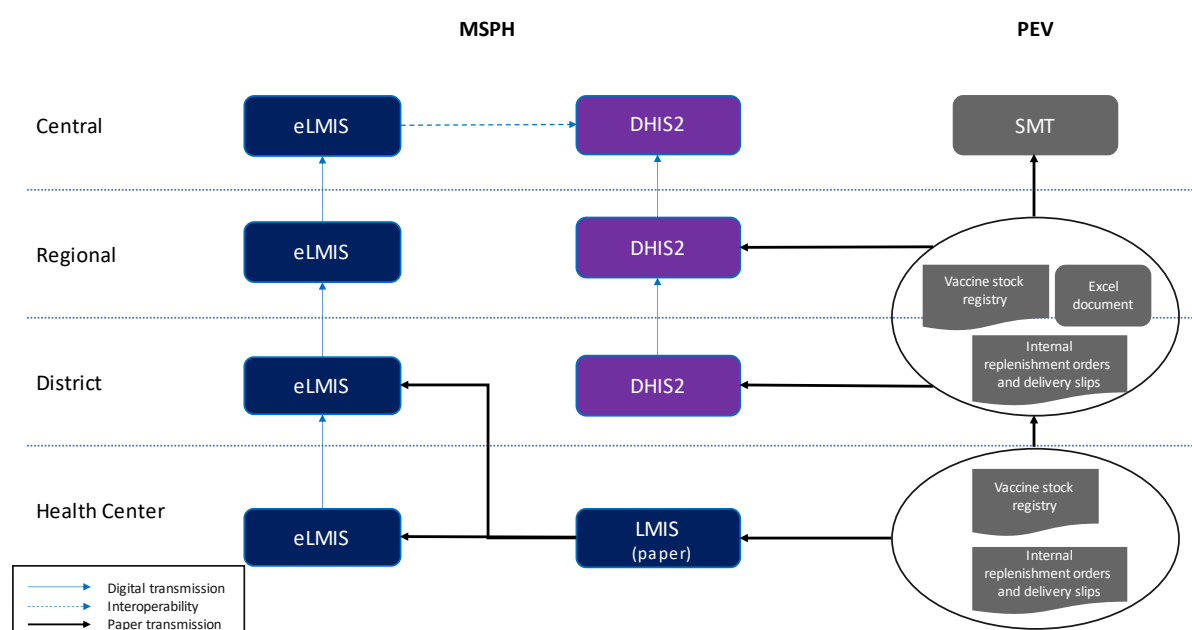 MSPH
PEV
Central
eLMIS
DHIS2
SMT
Regional
eLMIS
DHIS2
Vaccine stock
registry
Excel
document
Internal
replenishment orders
and delivery slips
District
eLMIS
DHIS2
Health Center
eLMIS
LMIS
(paper)
Vaccine stock
registry
Internal
replenishment orders
and delivery slips
Digital transmission
Interoperability
Paper transmission